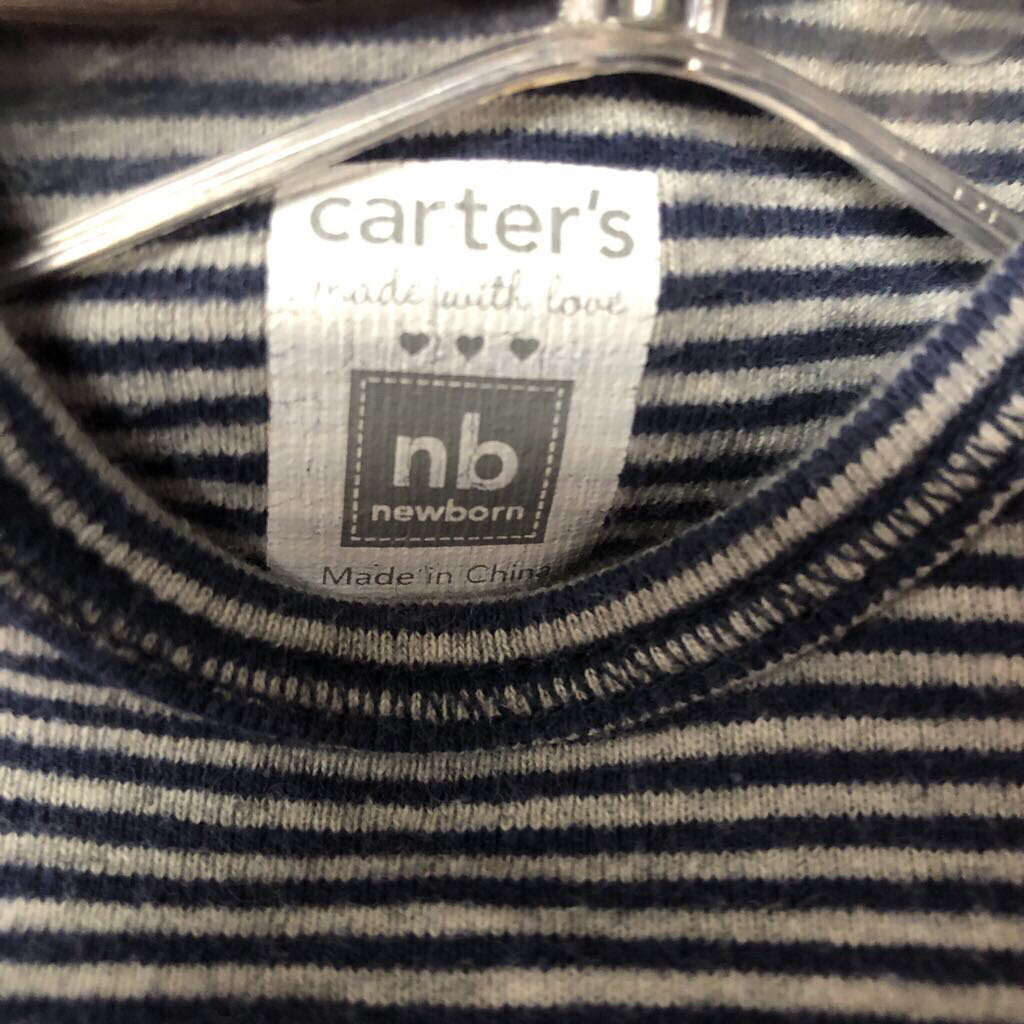 carter's
made with love
nb
newborn
Made in China